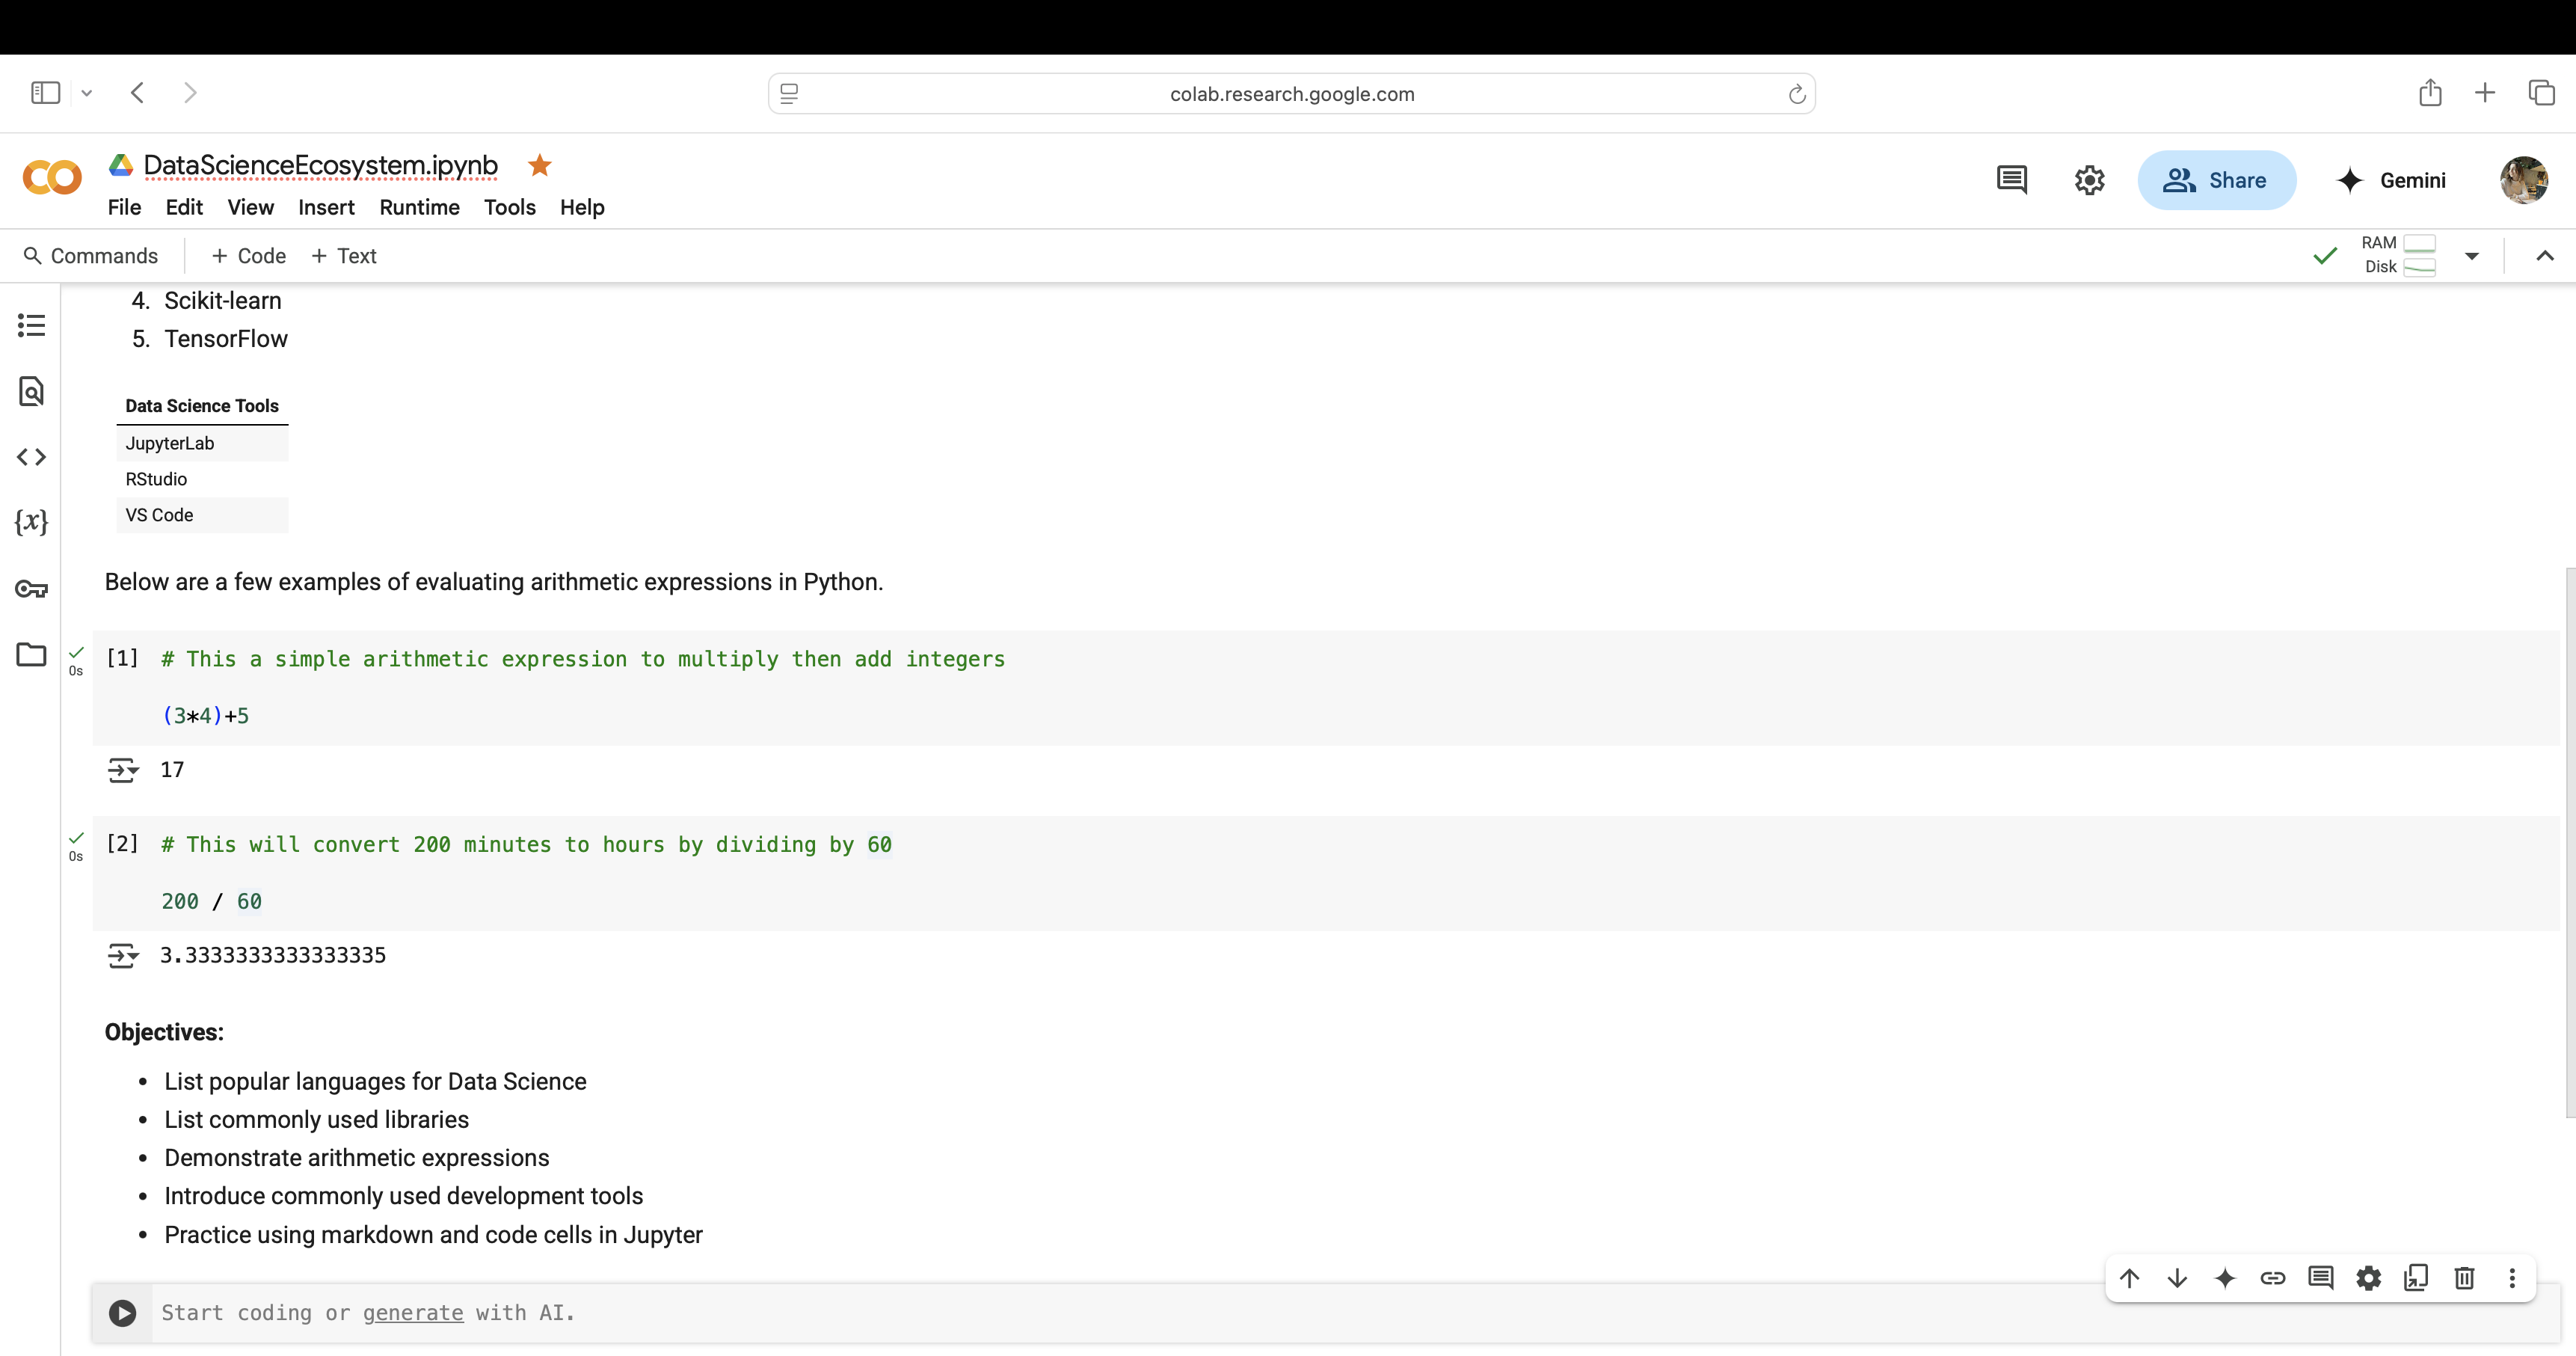 colab.research.google.com
DataScienceEcosystem.ipynb
File Edit View Insert Runtime Tools Help
Share
Gemini
Commands + Code + Text
RAM
Disk
4. Scikit-learn
5. TensorFlow
Data Science Tools
JupyterLab
RStudio
VS Code
Below are a few examples of evaluating arithmetic expressions in Python.
[1] # This a simple arithmetic expression to multiply then add integers
0s
(3*4)+5
17
[2] # This will convert 200 minutes to hours by dividing by 60
0s
200 / 60
3.3333333333333335
Objectives:
• List popular languages for Data Science
• List commonly used libraries
• Demonstrate arithmetic expressions
• Introduce commonly used development tools
• Practice using markdown and code cells in Jupyter
Start coding or generate with AI.